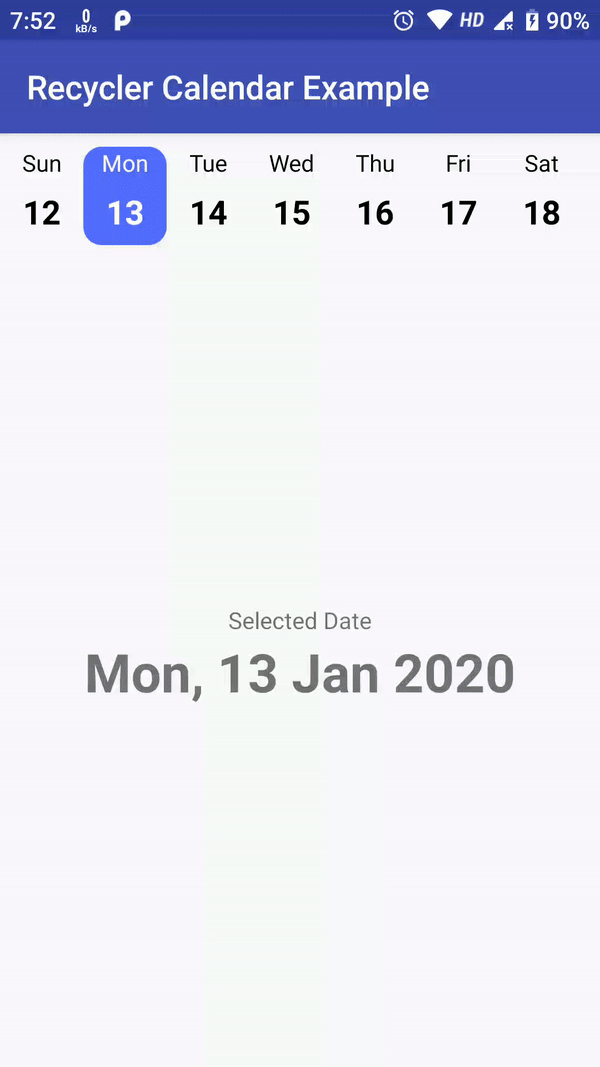 7:52 0 kB/s HD 90%
Recycler Calendar Example
Sun Mon Tue Wed Thu Fri Sat
12 13 14 15 16 17 18
Selected Date
Mon, 13 Jan 2020